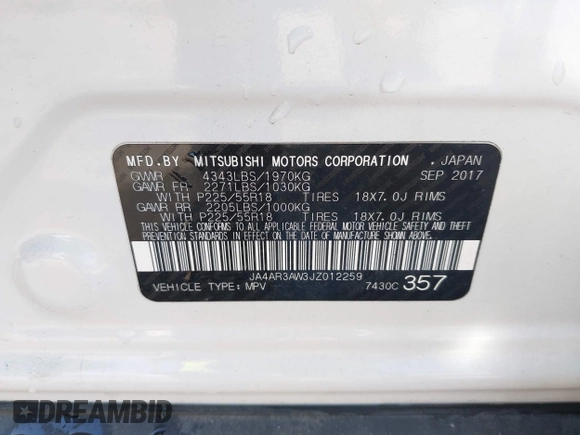 MFD.BY MITSUBISHI MOTORS CORPORATION . JAPAN
GVWR 4343LBS/1970KG SEP 2017
GAWR FR 2271LBS/1030KG
WITH P225/55R18 TIRES 18X7.0J RIMS
GAWR RR 2205LBS/1000KG
WITH P225/55R18 TIRES 18X7.0J RIMS
THIS VEHICLE CONFORMS TO ALL APPLICABLE FEDERAL MOTOR VEHICLE SAFETY, BUMPER, AND THEFT PREVENTION STANDARDS IN EFFECT ON THE DATE OF MANUFACTURE SHOWN ABOVE.
JA4AR3AW3JZ012259
VEHICLE TYPE:MPV 7430C 357
DREAMBID